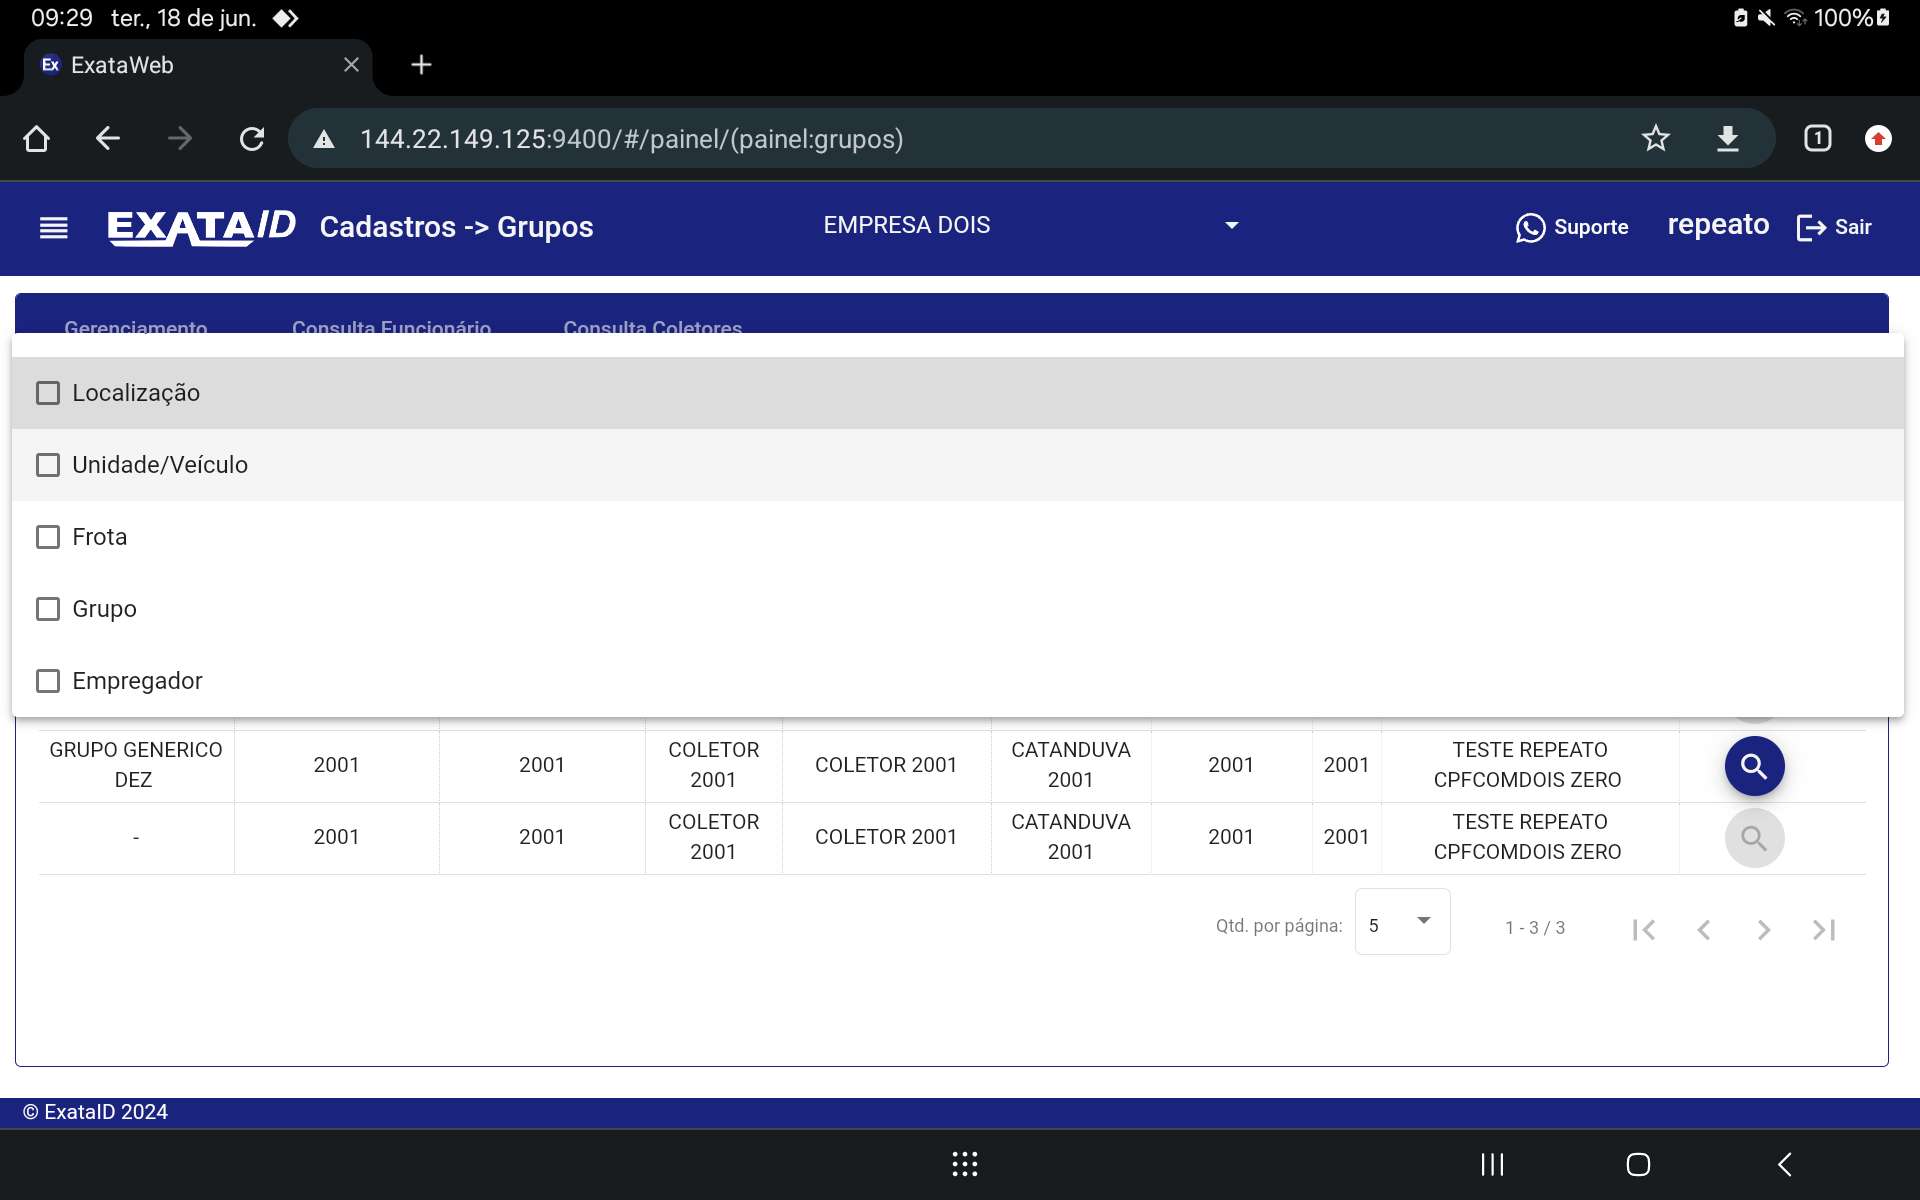 09:29 ter., 18 de jun.
100%
Ex ExataWeb
144.22.149.125:9400/#/painel/(painel:grupos)
1
EXATAID Cadastros -> Grupos EMPRESA DOIS Suporte repeato Sair
Gerenciamento Consulta Funcionário Consulta Coletores
Localização
Unidade/Veículo
Frota
Grupo
Empregador
GRUPO GENERICO DEZ 2001 2001 COLETOR 2001 COLETOR 2001 CATANDUVA 2001 2001 2001 TESTE REPEATO CPFCOMDOIS ZERO
- 2001 2001 COLETOR 2001 COLETOR 2001 CATANDUVA 2001 2001 2001 TESTE REPEATO CPFCOMDOIS ZERO
Qtd. por página: 5 1 - 3 / 3
© ExataID 2024